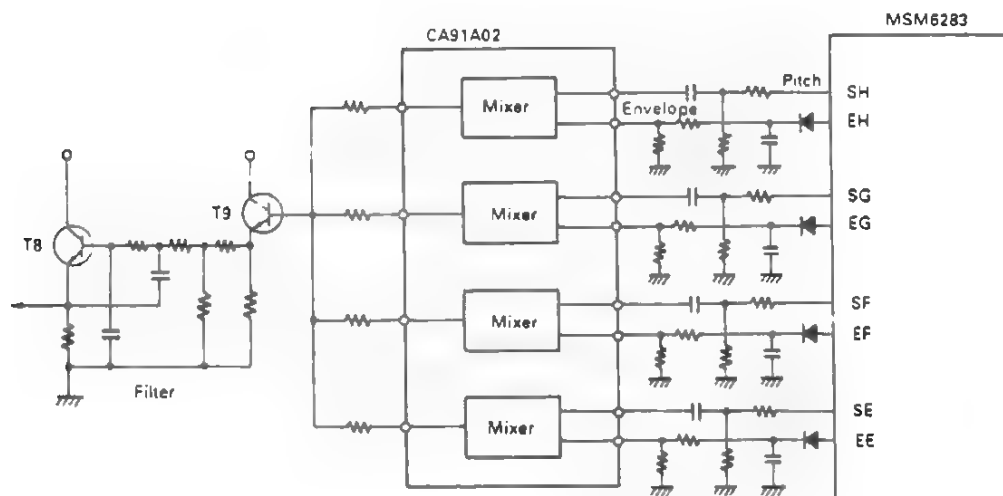 MSM6283
CA91A02
Mixer
Pitch
SH
Envelope
EH
Mixer
SG
EG
T9
T8
Mixer
SF
EF
Filter
Mixer
SE
EE